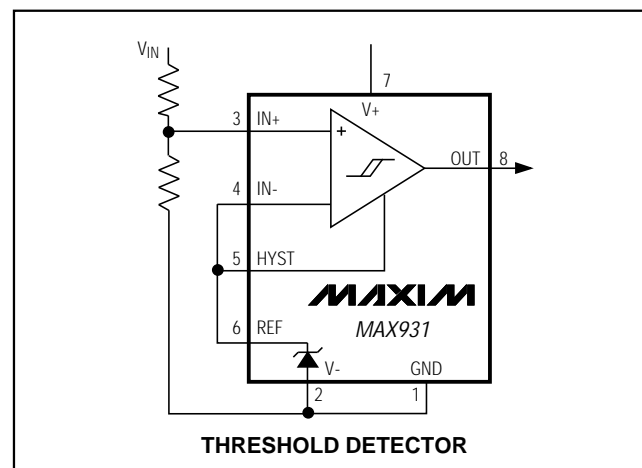 VIN
7
V+
3 IN+
+
OUT 8
4 IN-
5 HYST
MAXIM
MAX931
6 REF
V-
GND
2
1
THRESHOLD DETECTOR